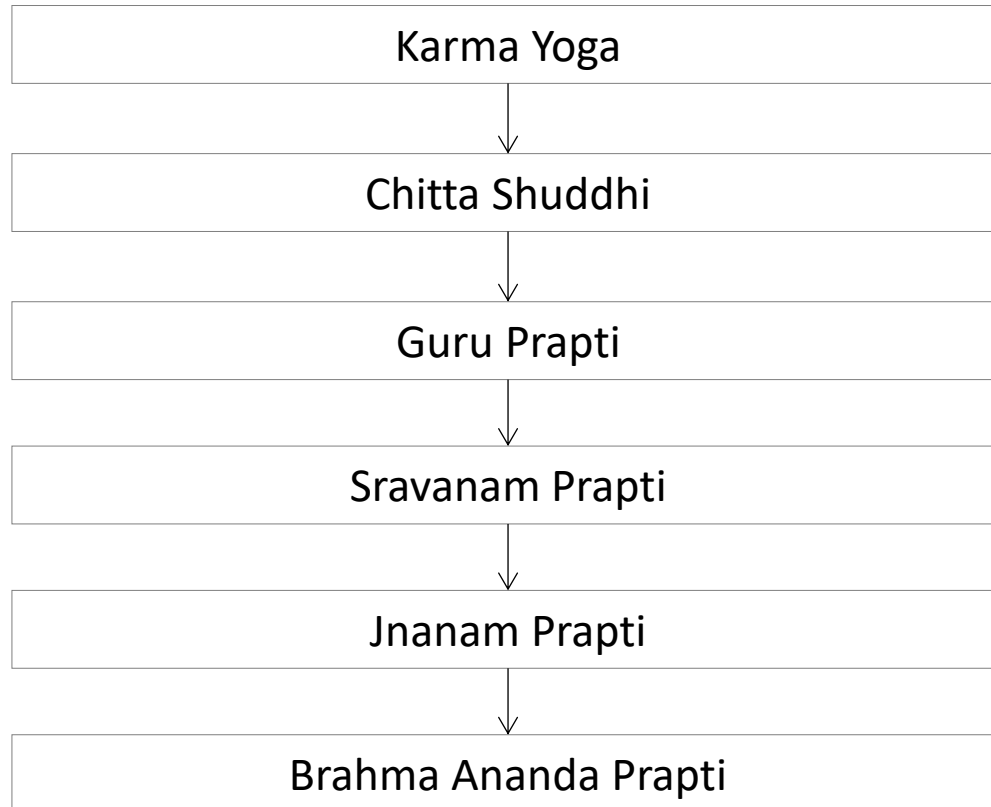 Karma Yoga
Chitta Shuddhi
Guru Prapti
Sravanam Prapti
Jnanam Prapti
Brahma Ananda Prapti